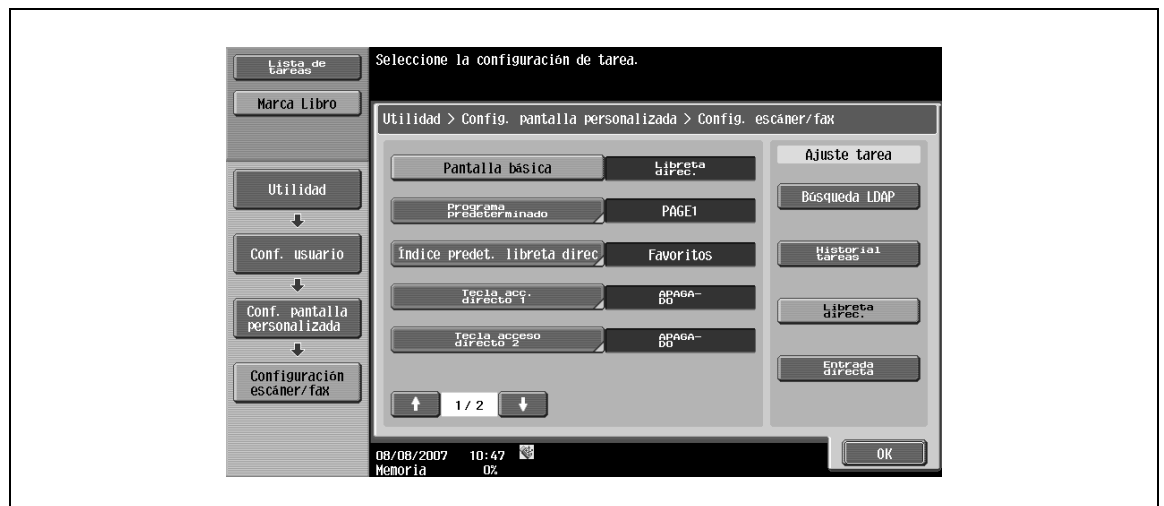 Lista de
tareas
Marca Libro
Utilidad
Conf. usuario
Conf. pantalla
personalizada
Configuración
escáner/fax
Seleccione la configuración de tarea.
Utilidad > Config. pantalla personalizada > Config. escáner/fax
Pantalla básica
Libreta
direc.
Programa
predeterminado
PAGE1
Índice predet. libreta direc
Favoritos
Tecla acc.
directo 1
APAGA-
DO
Tecla acceso
directo 2
APAGA-
DO
1/ 2
Ajuste tarea
Búsqueda LDAP
Historial
tareas
Libreta
direc.
Entrada
directa
08/08/2007 10:47
Memoria 0%
OK